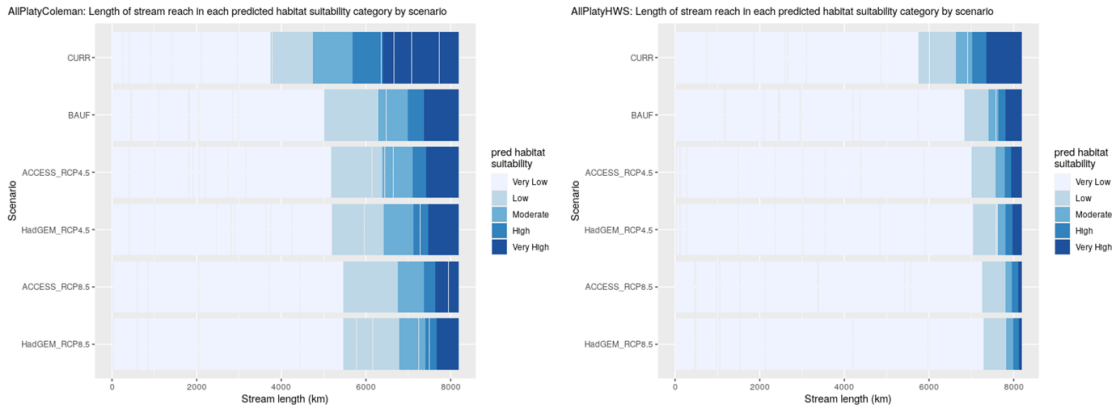 AllPlatyColeman: Length of stream reach in each predicted habitat suitability category by scenario
CURR
BAUF
ACCESS_RCP4.5
HadGEM_RCP4.5
ACCESS_RCP8.5
HadGEM_RCP8.5
Scenario
0 2000 4000 6000 8000
Stream length (km)
pred habitat
suitability
Very Low
Low
Moderate
High
Very High
AllPlatyHWS: Length of stream reach in each predicted habitat suitability category by scenario
CURR
BAUF
ACCESS_RCP4.5
HadGEM_RCP4.5
ACCESS_RCP8.5
HadGEM_RCP8.5
Scenario
0 2000 4000 6000 8000
Stream length (km)
pred habitat
suitability
Very Low
Low
Moderate
High
Very High